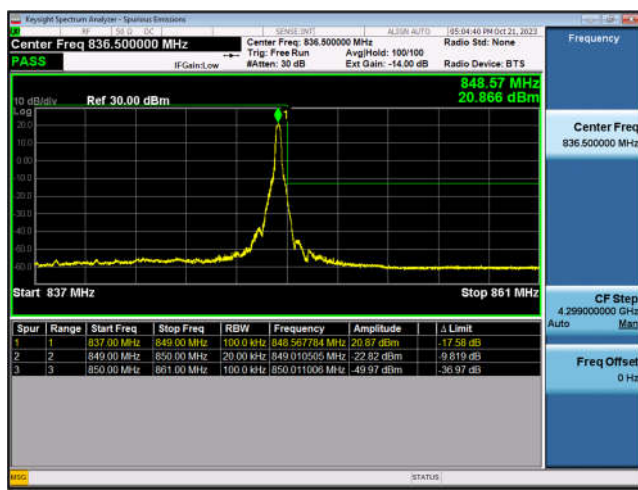 Keysight Spectrum Analyzer - Spurious Emissions
RF 50 Ω DC SENSE:INT ALIGN AUTO 05:04:40 PM Oct 21, 2023
Center Freq 836.500000 MHz Center Freq: 836.500000 MHz Radio Std: None
Trig: Free Run Avg|Hold: 100/100
PASS IFGain:Low #Atten: 30 dB Ext Gain: -14.00 dB Radio Device: BTS
Frequency
848.57 MHz
10 dB/div Ref 30.00 dBm 20.866 dBm
Log
1
20.0
10.0
0.00
-10.0
-20.0
-30.0
-40.0
-50.0
-60.0
Start 837 MHz Stop 861 MHz
Center Freq
836.500000 MHz
CF Step
4.299000000 GHz
Auto Man
Freq Offset
0 Hz
Spur Range Start Freq Stop Freq RBW Frequency Amplitude Δ Limit
1 1 837.00 MHz 849.00 MHz 100.0 kHz 848.567784 MHz 20.87 dBm -17.58 dB
2 2 849.00 MHz 850.00 MHz 20.00 kHz 849.010505 MHz -22.82 dBm -9.819 dB
3 3 850.00 MHz 861.00 MHz 100.0 kHz 850.011006 MHz -49.97 dBm -36.97 dB
MSG STATUS